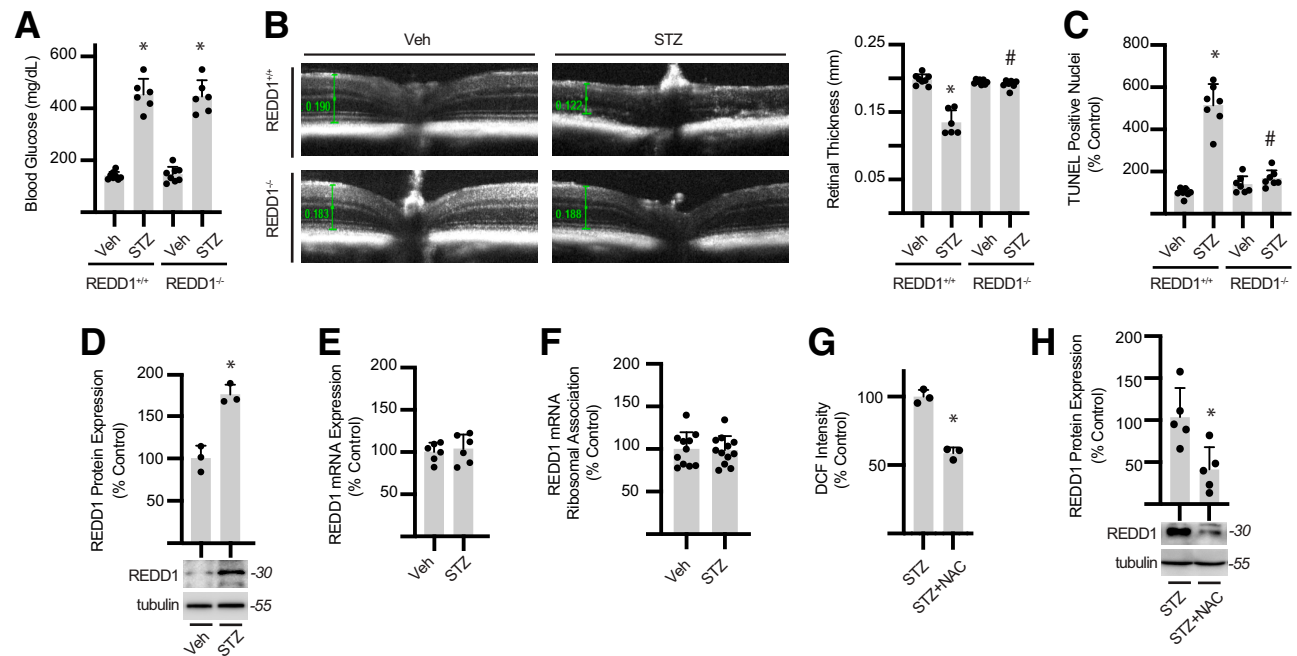 A
Blood Glucose (mg/dL)
600
400
200
Veh
STZ
Veh
STZ
REDD1+/+
REDD1-/-
B
Veh
STZ
REDD1+/+
REDD1-/-
0.190
0.122
0.183
0.188
Retinal Thickness (mm)
0.25
0.15
0.05
*
#
Veh
STZ
Veh
STZ
REDD1+/+
REDD1-/-
C
TUNEL Positive Nuclei
(% Control)
800
600
400
200
*
#
Veh
STZ
Veh
STZ
REDD1+/+
REDD1-/-
D
REDD1 Protein Expression
(% Control)
200
150
100
50
*
REDD1
-30
tubulin
-55
Veh
STZ
E
REDD1 mRNA Expression
(% Control)
200
150
100
50
Veh
STZ
F
REDD1 mRNA
Ribosomal Association
(% Control)
200
150
100
50
Veh
STZ
G
DCF Intensity
(% Control)
100
50
*
STZ
STZ+NAC
H
REDD1 Protein Expression
(% Control)
200
150
100
50
*
REDD1
-30
tubulin
-55
STZ
STZ+NAC